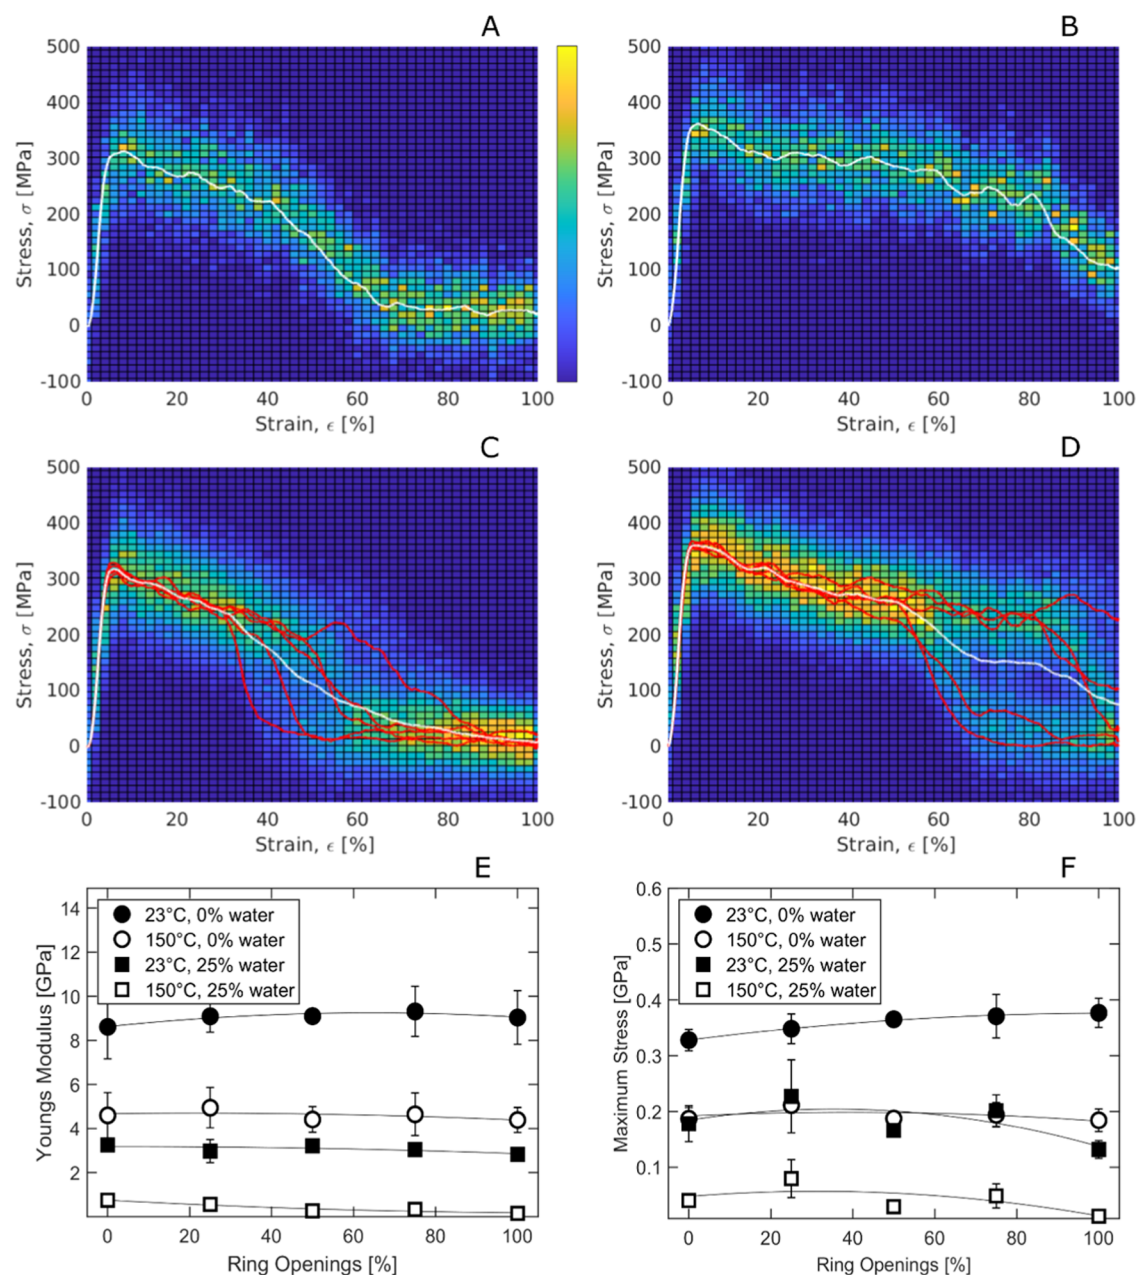 A
B
500
400
300
200
100
0
-100
Stress, σ [MPa]
0 20 40 60 80 100
Strain, ϵ [%]
500
400
300
200
100
0
-100
Stress, σ [MPa]
0 20 40 60 80 100
Strain, ϵ [%]
C
D
500
400
300
200
100
0
-100
Stress, σ [MPa]
0 20 40 60 80 100
Strain, ϵ [%]
500
400
300
200
100
0
-100
Stress, σ [MPa]
0 20 40 60 80 100
Strain, ϵ [%]
E
F
14
12
10
8
6
4
2
Youngs Modulus [GPa]
23°C, 0% water
150°C, 0% water
23°C, 25% water
150°C, 25% water
0 20 40 60 80 100
Ring Openings [%]
0.6
0.5
0.4
0.3
0.2
0.1
Maximum Stress [GPa]
23°C, 0% water
150°C, 0% water
23°C, 25% water
150°C, 25% water
0 20 40 60 80 100
Ring Openings [%]